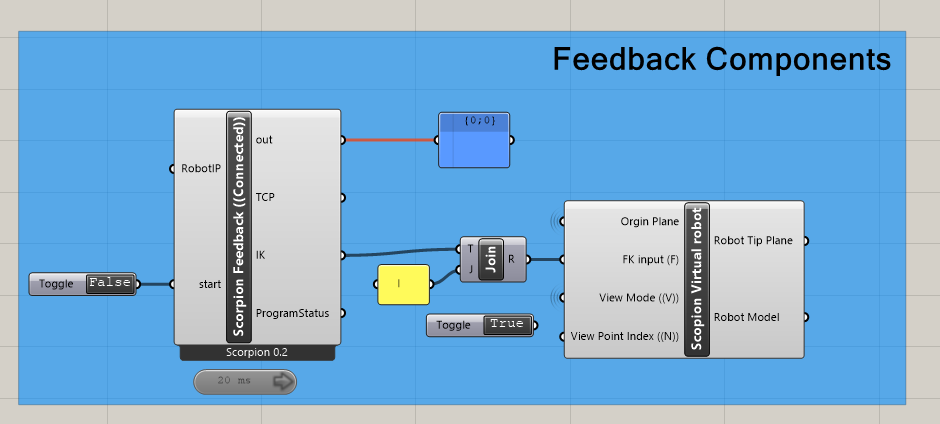 Feedback Components
{0;0}
Scorpion Feedback ((Connected))
RobotIP
start
out
TCP
IK
ProgramStatus
Scorpion 0.2
20 ms
Toggle False
T
J
Join
R
Toggle True
Orgin Plane
FK input (F)
View Mode ((V))
View Point Index ((N))
Scopion Virtual robot
Robot Tip Plane
Robot Model